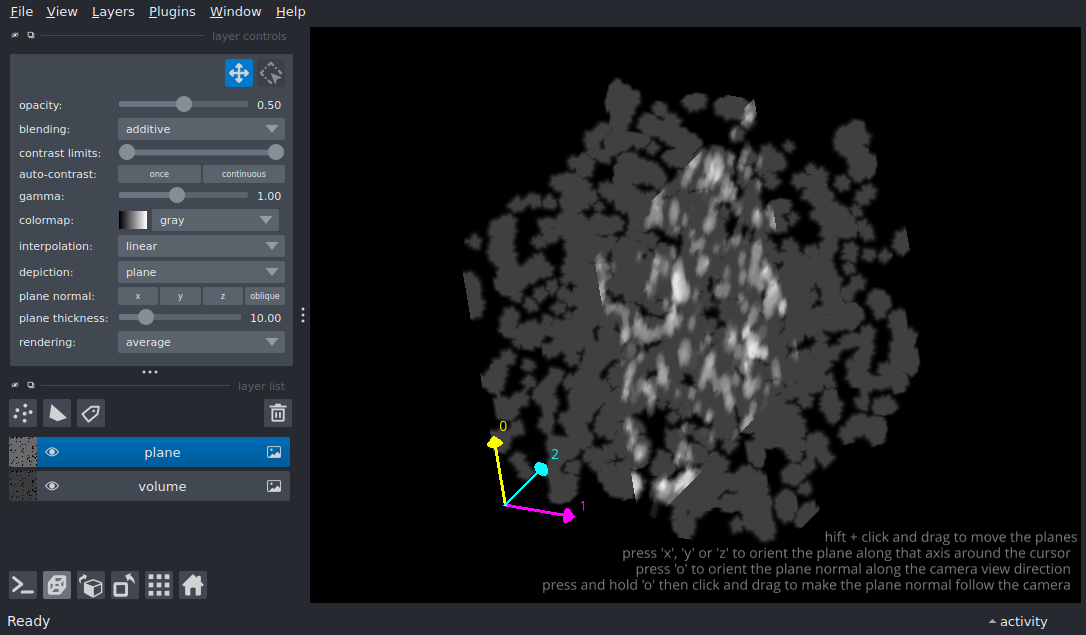 File View Layers Plugins Window Help
layer controls
opacity: 0.50
blending: additive
contrast limits:
auto-contrast: once continuous
gamma: 1.00
colormap: gray
interpolation: linear
depiction: plane
plane normal: x y z oblique
plane thickness: 10.00
rendering: average
layer list
plane
volume
0
2
1
hift + click and drag to move the planes
press 'x', 'y' or 'z' to orient the plane along that axis around the cursor
press 'o' to orient the plane normal along the camera view direction
press and hold 'o' then click and drag to make the plane normal follow the camera
Ready
activity